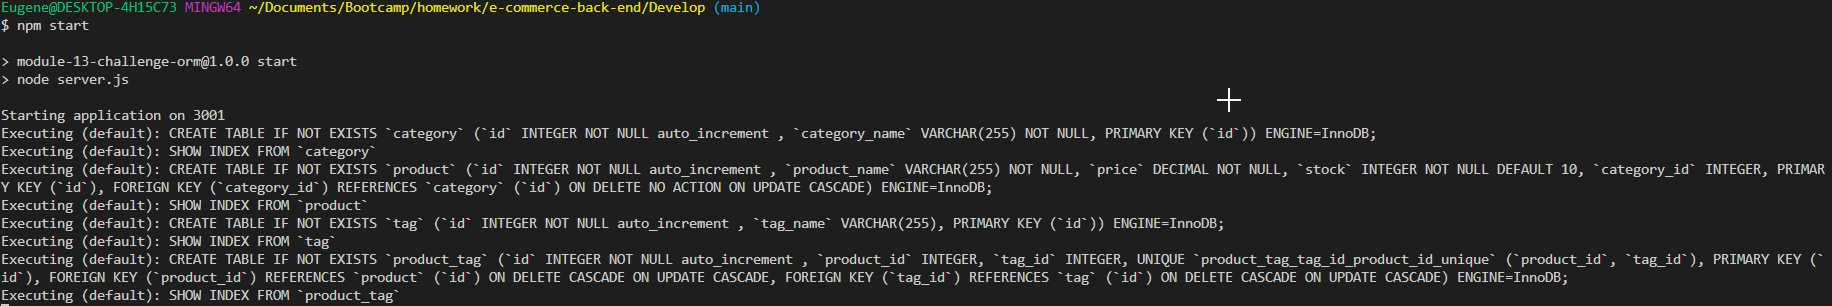 Eugene@DESKTOP-4H15C73 MINGW64 ~/Documents/Bootcamp/homework/e-commerce-back-end/Develop (main)
$ npm start
> module-13-challenge-orm@1.0.0 start
> node server.js
Starting application on 3001
Executing (default): CREATE TABLE IF NOT EXISTS `category` (`id` INTEGER NOT NULL auto_increment , `category_name` VARCHAR(255) NOT NULL, PRIMARY KEY (`id`)) ENGINE=InnoDB;
Executing (default): SHOW INDEX FROM `category`
Executing (default): CREATE TABLE IF NOT EXISTS `product` (`id` INTEGER NOT NULL auto_increment , `product_name` VARCHAR(255) NOT NULL, `price` DECIMAL NOT NULL, `stock` INTEGER NOT NULL DEFAULT 10, `category_id` INTEGER, PRIMAR
Y KEY (`id`), FOREIGN KEY (`category_id`) REFERENCES `category` (`id`) ON DELETE NO ACTION ON UPDATE CASCADE) ENGINE=InnoDB;
Executing (default): SHOW INDEX FROM `product`
Executing (default): CREATE TABLE IF NOT EXISTS `tag` (`id` INTEGER NOT NULL auto_increment , `tag_name` VARCHAR(255), PRIMARY KEY (`id`)) ENGINE=InnoDB;
Executing (default): SHOW INDEX FROM `tag`
Executing (default): CREATE TABLE IF NOT EXISTS `product_tag` (`id` INTEGER NOT NULL auto_increment , `product_id` INTEGER, `tag_id` INTEGER, UNIQUE `product_tag_tag_id_product_id_unique` (`product_id`, `tag_id`), PRIMARY KEY (`
id`), FOREIGN KEY (`product_id`) REFERENCES `product` (`id`) ON DELETE CASCADE ON UPDATE CASCADE, FOREIGN KEY (`tag_id`) REFERENCES `tag` (`id`) ON DELETE CASCADE ON UPDATE CASCADE) ENGINE=InnoDB;
Executing (default): SHOW INDEX FROM `product_tag`